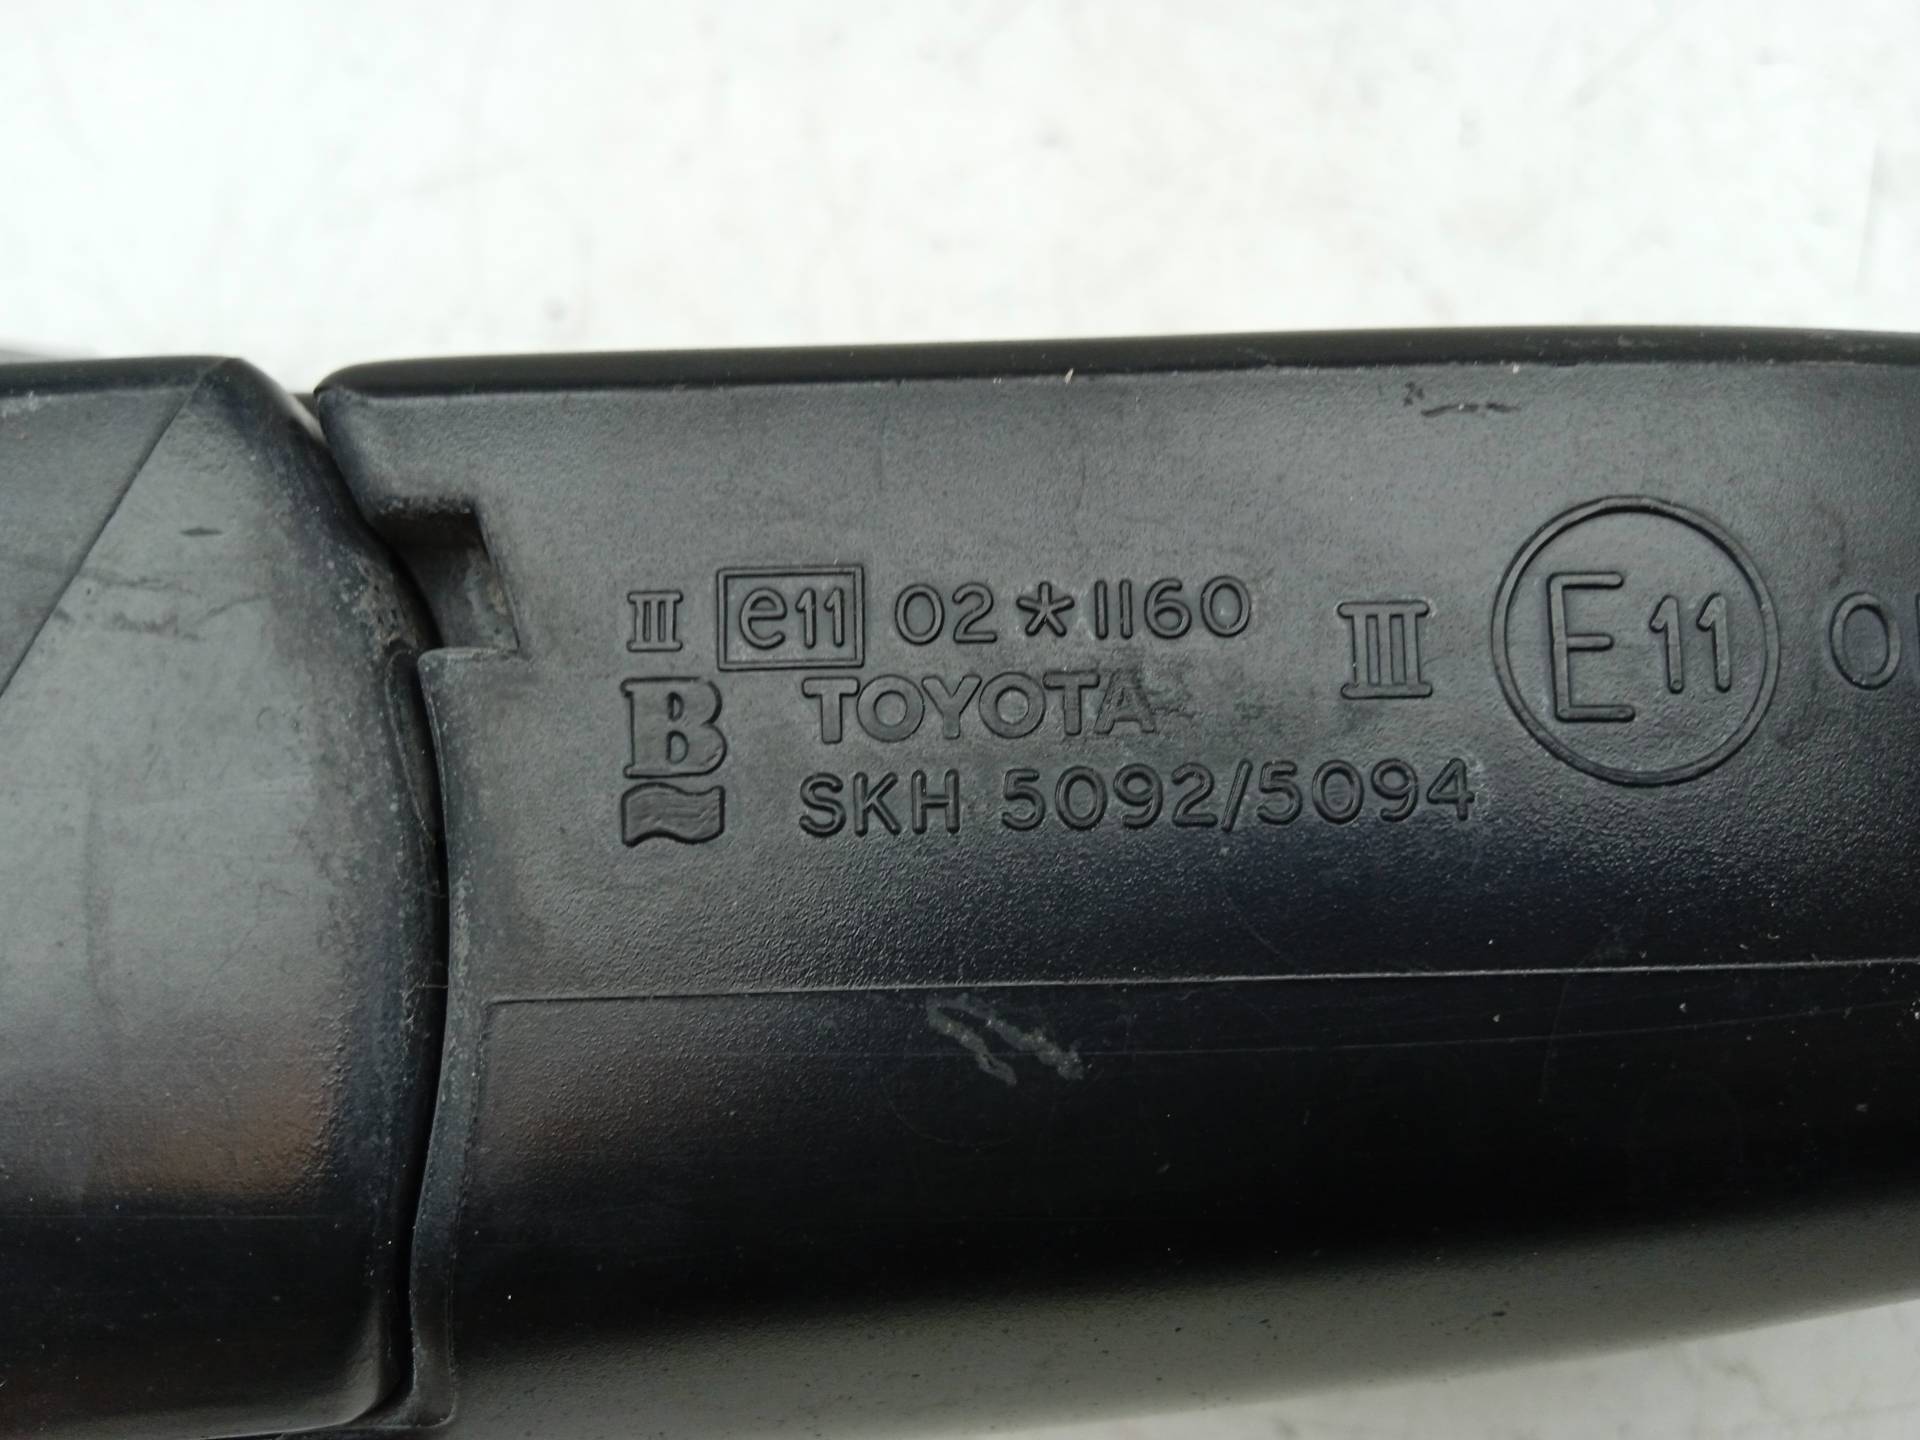 III e11 02*1160 III E11
B TOYOTA
SKH 5092/5094